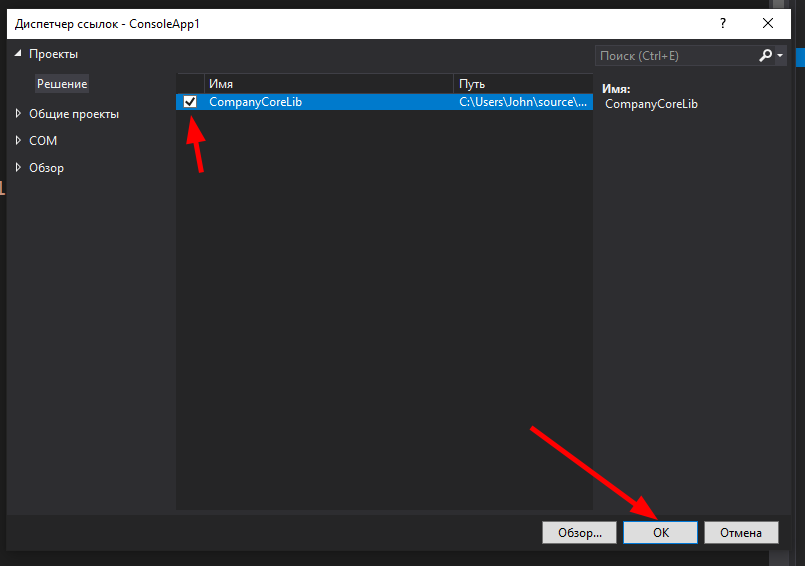 Диспетчер ссылок - ConsoleApp1
?
Проекты
Поиск (Ctrl+E)
Решение
Имя
Путь
Имя:
CompanyCoreLib
C:\Users\John\source\...
CompanyCoreLib
Общие проекты
COM
Обзор
Обзор...
ОК
Отмена